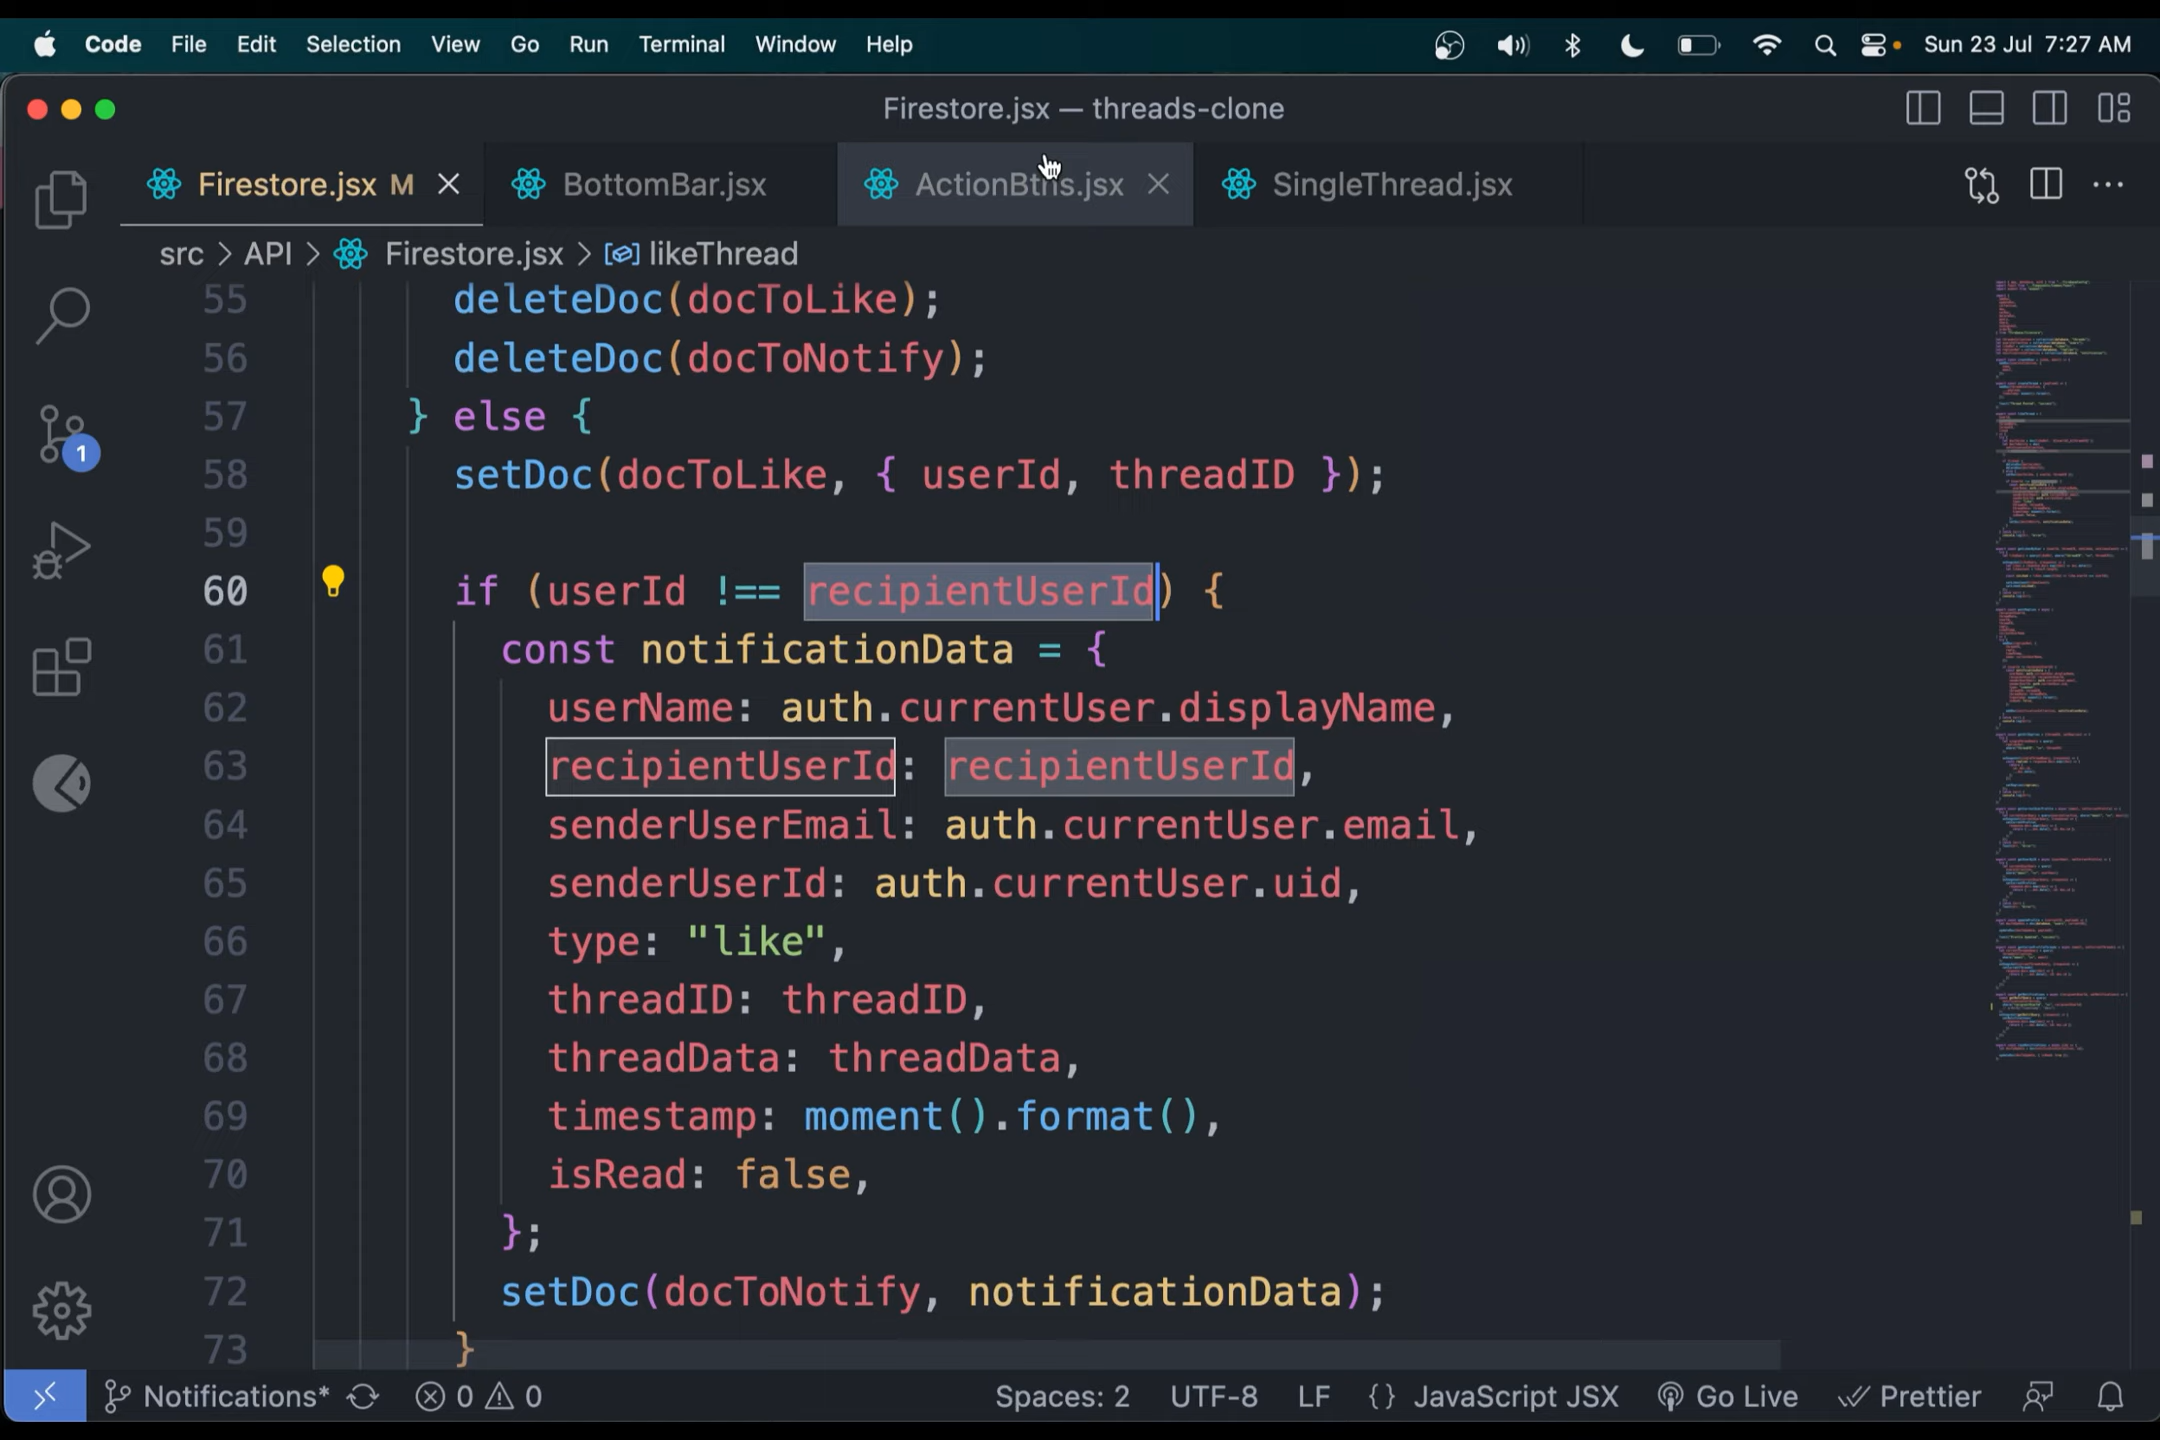 Code File Edit Selection View Go Run Terminal Window Help Sun 23 Jul 7:27 AM
Firestore.jsx — threads-clone
Firestore.jsx M BottomBar.jsx ActionBtns.jsx SingleThread.jsx
src > API > Firestore.jsx > likeThread
55 deleteDoc(docToLike);
56 deleteDoc(docToNotify);
57 } else {
58 setDoc(docToLike, { userId, threadID });
59
60 if (userId !== recipientUserId) {
61 const notificationData = {
62 userName: auth.currentUser.displayName,
63 recipientUserId: recipientUserId,
64 senderUserEmail: auth.currentUser.email,
65 senderUserId: auth.currentUser.uid,
66 type: "like",
67 threadID: threadID,
68 threadData: threadData,
69 timestamp: moment().format(),
70 isRead: false,
71 };
72 setDoc(docToNotify, notificationData);
73 }
1
Notifications* 0 0 Spaces: 2 UTF-8 LF {} JavaScript JSX Go Live Prettier